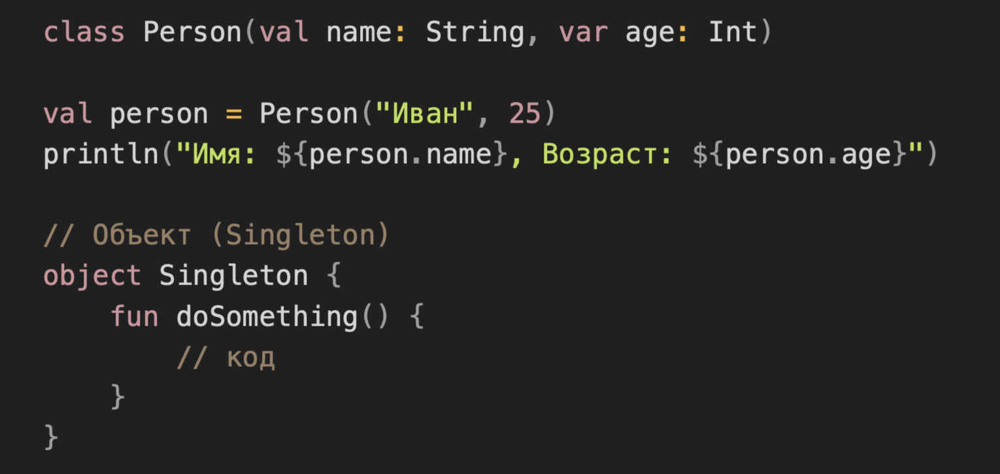 class Person(val name: String, var age: Int)
val person = Person("Иван", 25)
println("Имя: ${person.name}, Возраст: ${person.age}")
// Объект (Singleton)
object Singleton {
    fun doSomething() {
        // код
    }
}